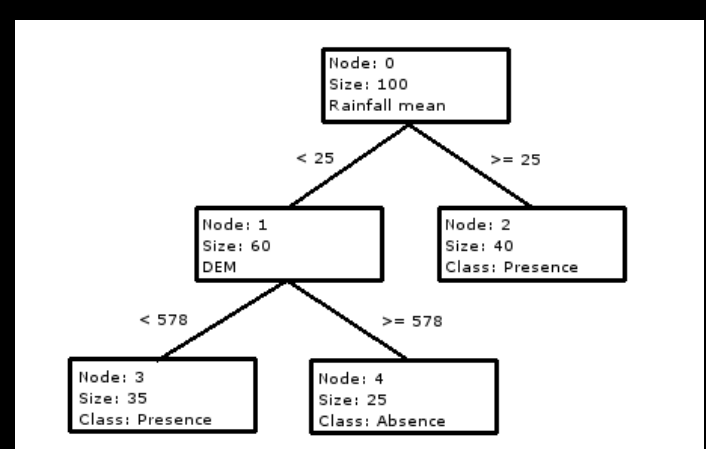 Node: 0
Size: 100
Rainfall mean
< 25
>= 25
Node: 1
Size: 60
DEM
Node: 2
Size: 40
Class: Presence
< 578
>= 578
Node: 3
Size: 35
Class: Presence
Node: 4
Size: 25
Class: Absence